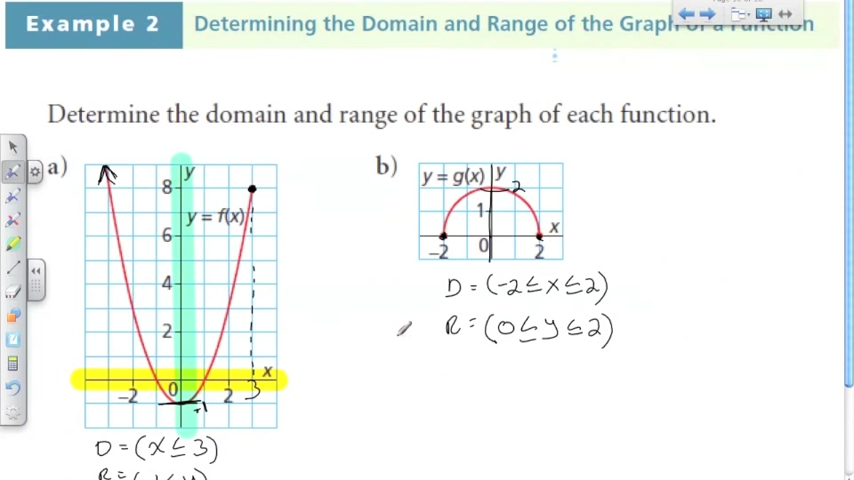 Example 2 Determining the Domain and Range of the Graph of a Function
Determine the domain and range of the graph of each function.
a)
y
8
y = f(x)
6
4
2
x
-2 0 2 3
-1
D = (x ≤ 3)
b)
y = g(x) y
2
1
x
-2 0 2
D = (-2 ≤ x ≤ 2)
R = (0 ≤ y ≤ 2)